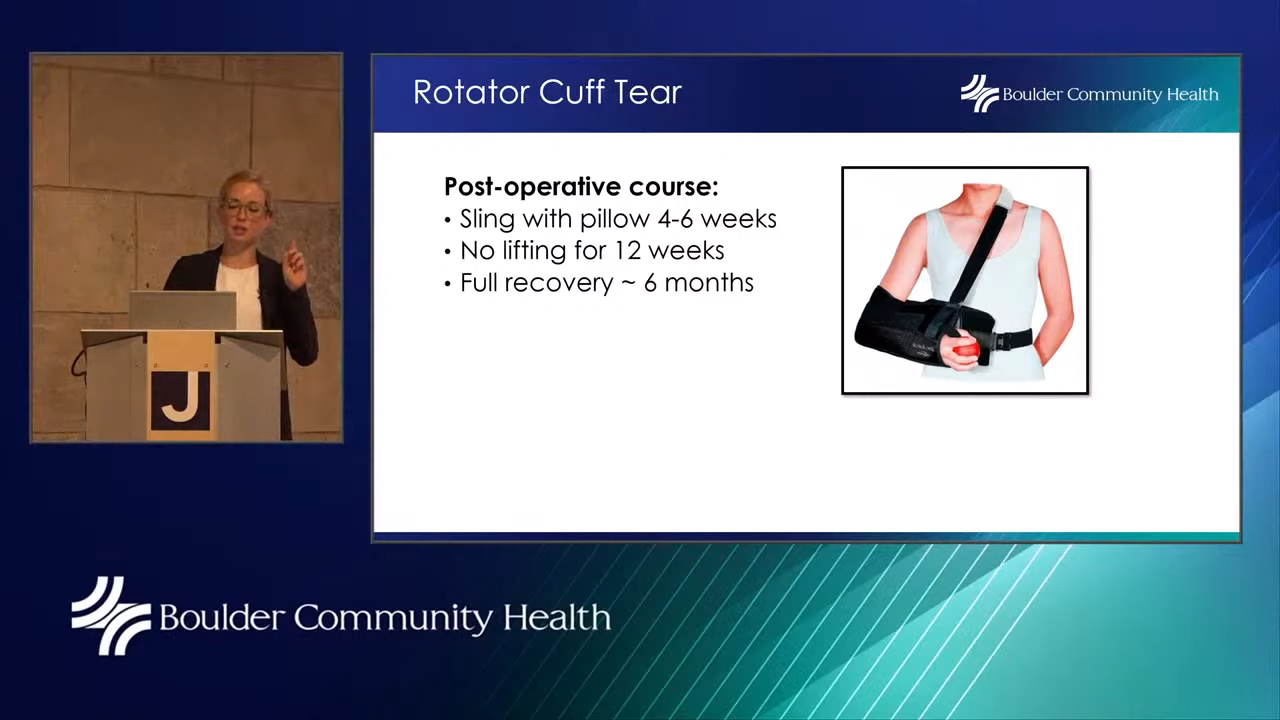 Rotator Cuff Tear
Boulder Community Health
Post-operative course:
• Sling with pillow 4-6 weeks
• No lifting for 12 weeks
• Full recovery ~ 6 months
J
Boulder Community Health